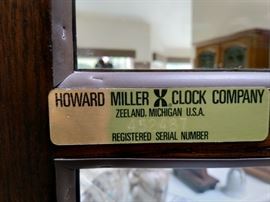 HOWARD MILLER CLOCK COMPANY
ZEELAND, MICHIGAN U.S.A.
REGISTERED SERIAL NUMBER